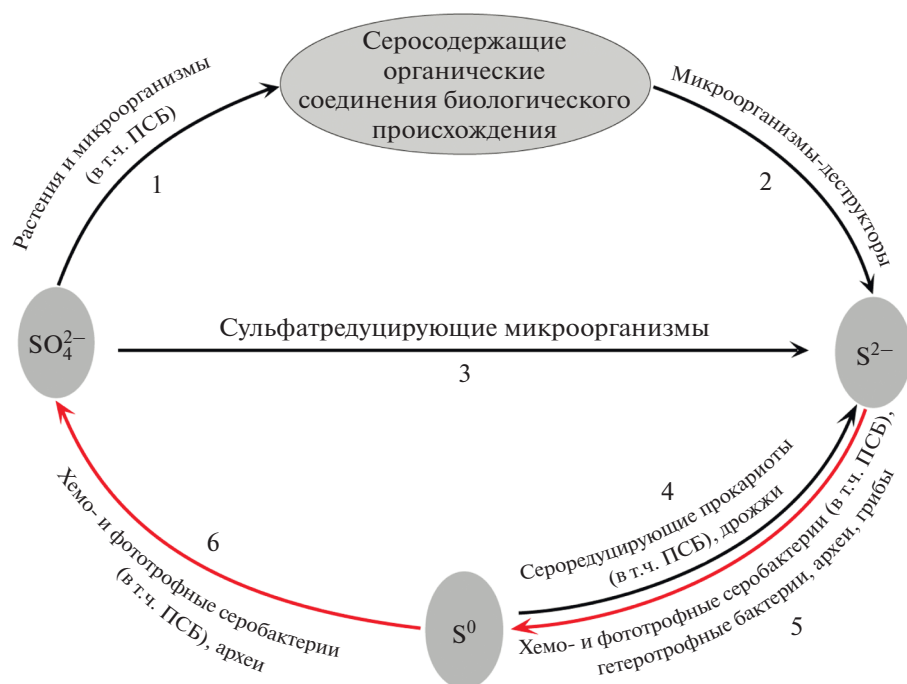 Серосодержащие
органические
соединения биологического
происхождения
Растения и микроорганизмы
(в т.ч. ПСБ)
1
Микроорганизмы-деструкторы
2
SO₄²⁻
Сульфатредуцирующие микроорганизмы
3
S²⁻
4
Сероредуцирующие прокариоты
(в т.ч. ПСБ), дрожжи
Хемо- и фототрофные серобактерии (в т.ч. ПСБ),
гетеротрофные бактерии, археи, грибы
5
6
Хемо- и фототрофные серобактерии
(в т.ч. ПСБ), археи
S⁰